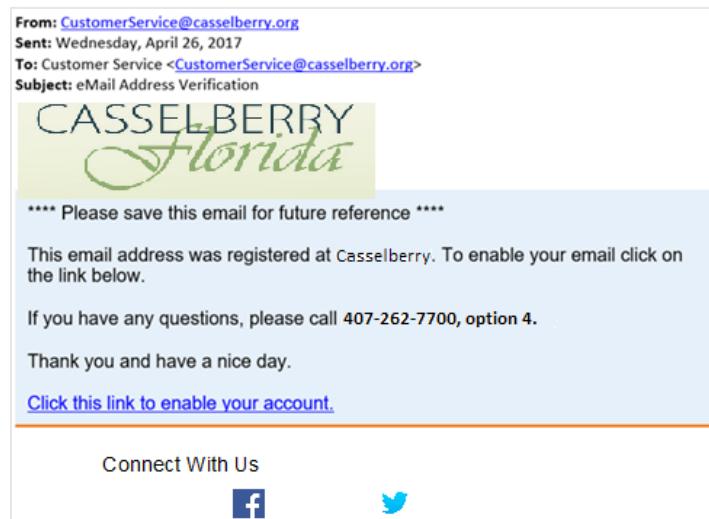 From: CustomerService@casselberry.org
Sent: Wednesday, April 26, 2017
To: Customer Service <CustomerService@casselberry.org>
Subject: eMail Address Verification
CASSELBERRY
Florida
**** Please save this email for future reference ****
This email address was registered at Casselberry. To enable your email click on
the link below.
If you have any questions, please call 407-262-7700, option 4.
Thank you and have a nice day.
Click this link to enable your account.
Connect With Us